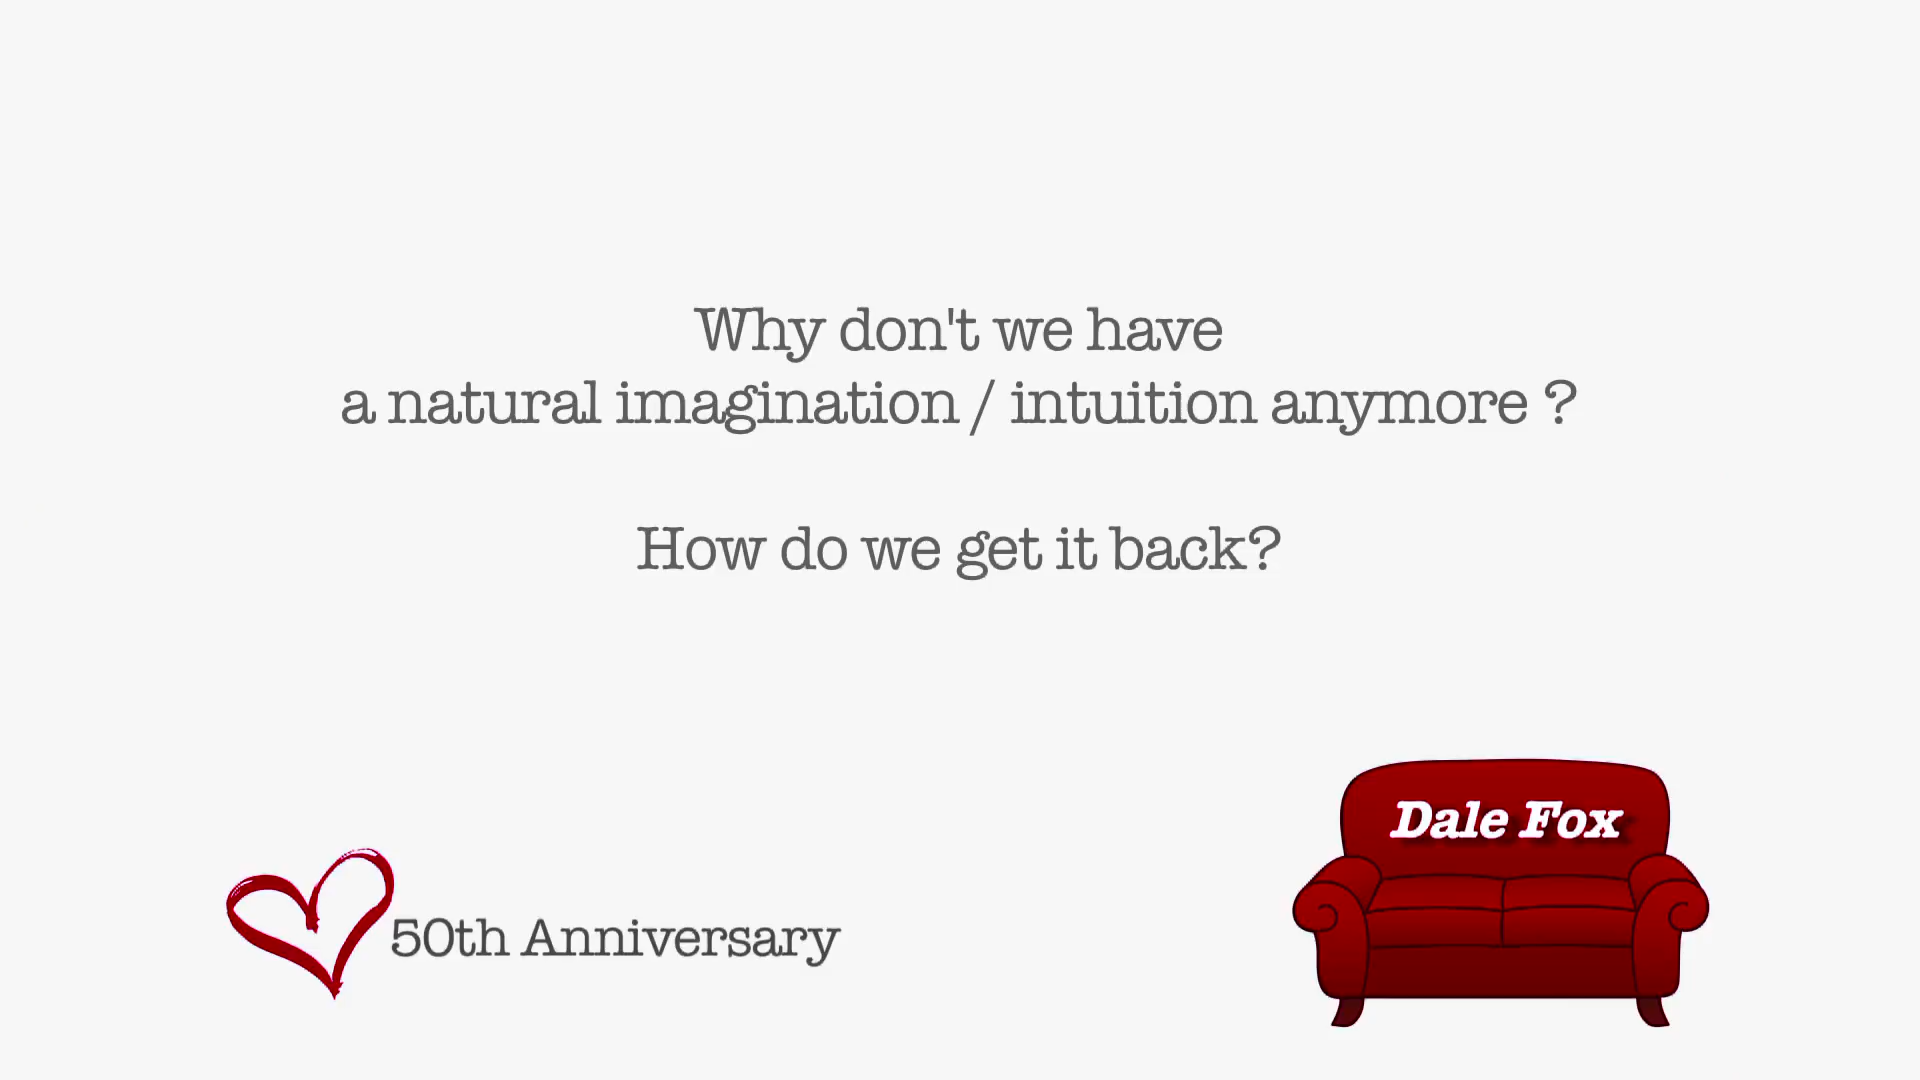 Why don't we have
a natural imagination / intuition anymore ?
How do we get it back?
Dale Fox
50th Anniversary